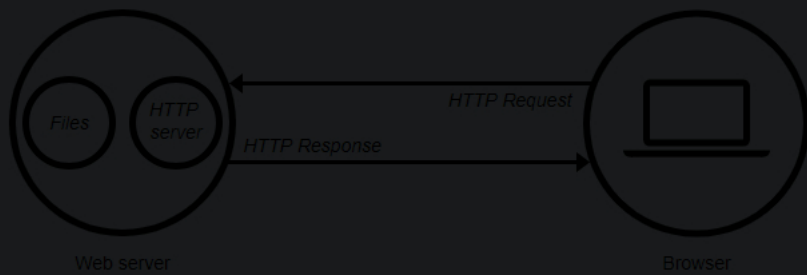 Files
HTTP
server
HTTP Request
HTTP Response
Web server
Browser